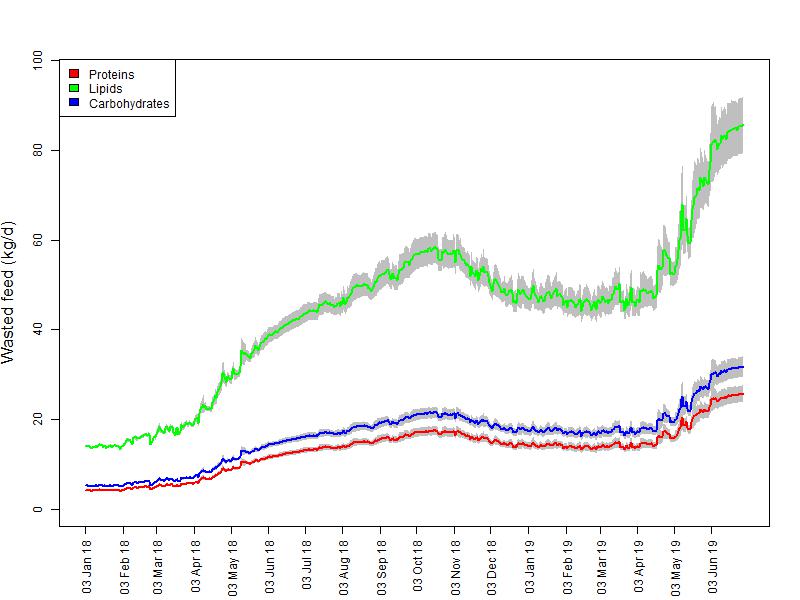 Proteins
Lipids
Carbohydrates
Wasted feed (kg/d)
100
80
60
40
20
0
03 Jan 18
03 Feb 18
03 Mar 18
03 Apr 18
03 May 18
03 Jun 18
03 Jul 18
03 Aug 18
03 Sep 18
03 Oct 18
03 Nov 18
03 Dec 18
03 Jan 19
03 Feb 19
03 Mar 19
03 Apr 19
03 May 19
03 Jun 19